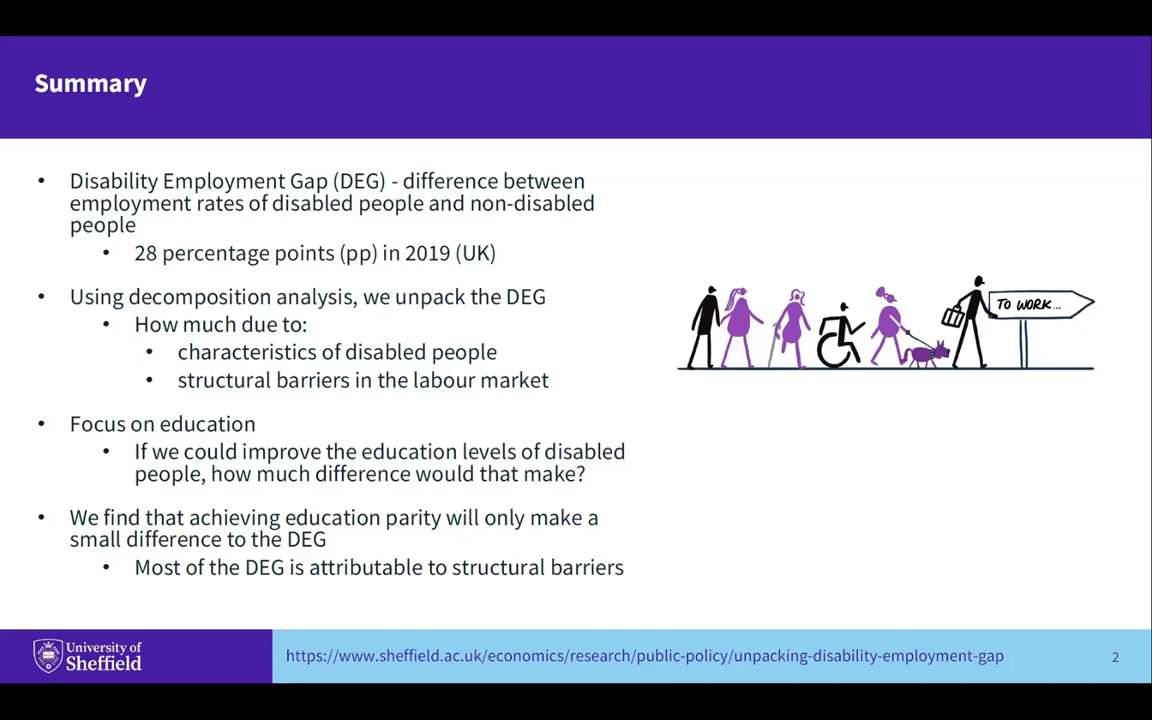 Summary
• Disability Employment Gap (DEG) - difference between
employment rates of disabled people and non-disabled
people
• 28 percentage points (pp) in 2019 (UK)
• Using decomposition analysis, we unpack the DEG
• How much due to:
• characteristics of disabled people
• structural barriers in the labour market
• Focus on education
• If we could improve the education levels of disabled
people, how much difference would that make?
• We find that achieving education parity will only make a
small difference to the DEG
• Most of the DEG is attributable to structural barriers
TO WORK...
University of
Sheffield
https://www.sheffield.ac.uk/economics/research/public-policy/unpacking-disability-employment-gap
2